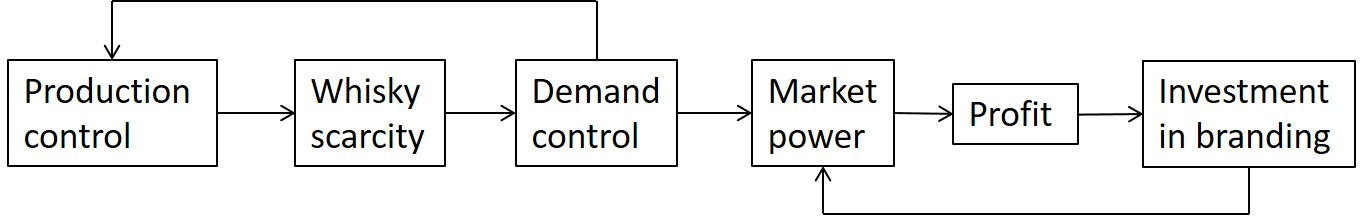 Production
control
Whisky
scarcity
Demand
control
Market
power
Profit
Investment
in branding